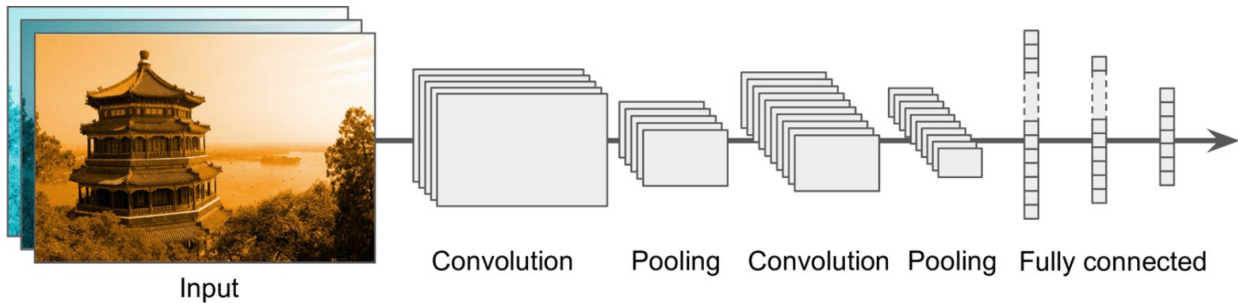 Input
Convolution
Pooling
Convolution
Pooling
Fully connected